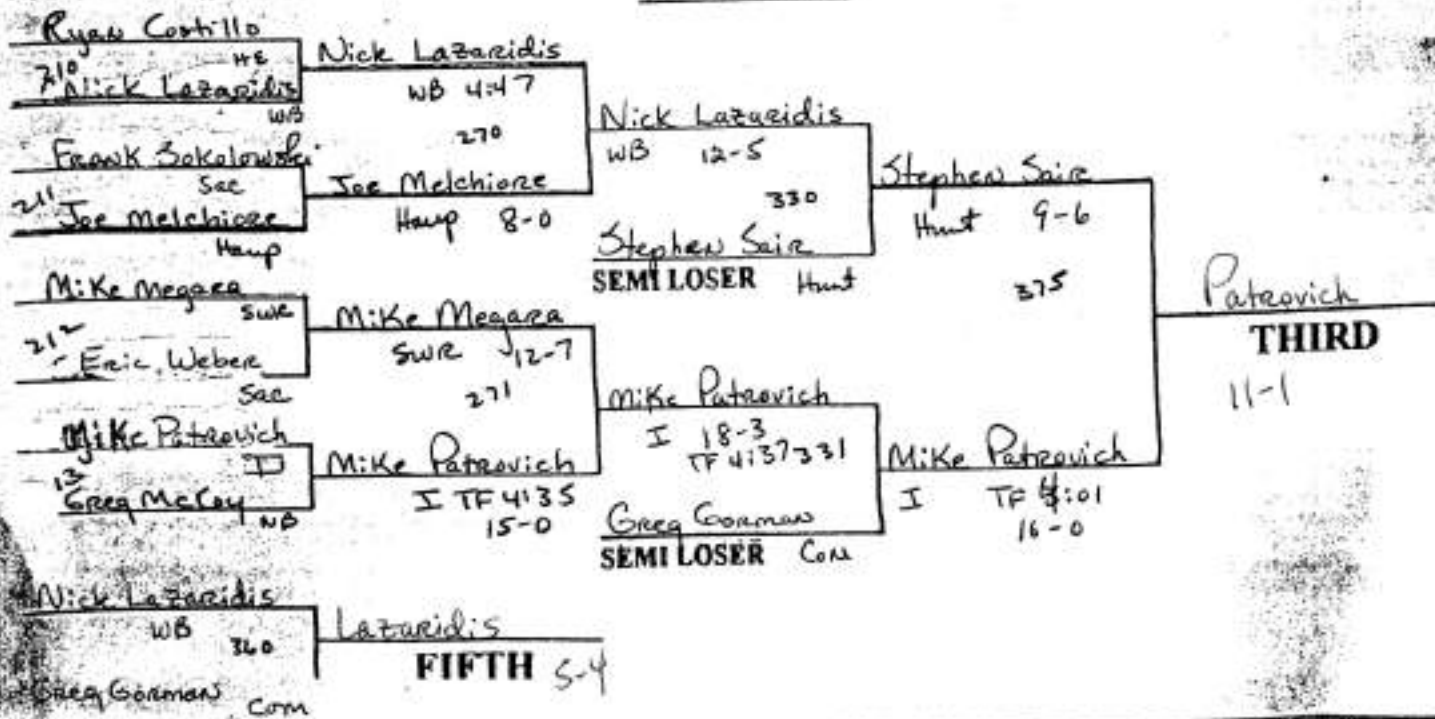 Ryan Costillo
HE
210
Nick Lazaridis
WB
Frank Sokolowski
Sac
211
Joe Melchiore
Haup
Mike Megara
SWR
212
Eric Weber
Sac
Mike Patrovich
I
13
Greg McCoy
NB
Nick Lazaridis
WB 4:47
270
Joe Melchiore
Haup 8-0
Mike Megara
SWR 12-7
271
Mike Patrovich
I TF 4:35
15-0
Nick Lazaridis
WB 12-5
330
Stephen Sair
SEMI LOSER Hunt
Mike Patrovich
I 18-3
TF 4:37 331
Greg Gorman
SEMI LOSER Com
Stephen Sair
Hunt 9-6
375
Mike Patrovich
I TF :01
16-0
Patrovich
THIRD
11-1
Nick Lazaridis
WB 360
Greg Gorman
Com
Lazaridis
FIFTH 5-4